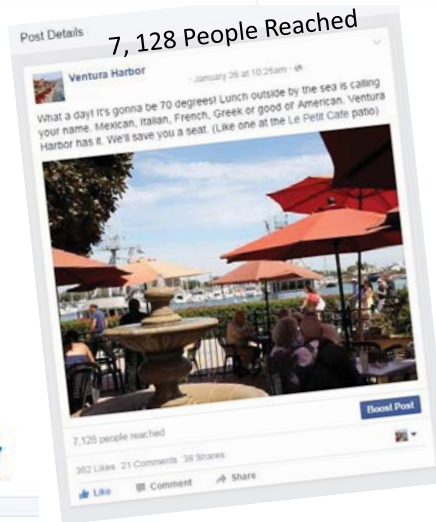 Post Details
7, 128 People Reached
Ventura Harbor
January 26 at 10:28am
What a day! It's gonna be 70 degrees! Lunch outside by the sea is calling
your name. Mexican, Italian, French, Greek or good ol' American. Ventura
Harbor has it. We'll save you a seat. (Like one at the Le Petit Cafe patio)
Boost Post
7,128 people reached
362 Likes 21 Comments 38 Shares
Like Comment Share